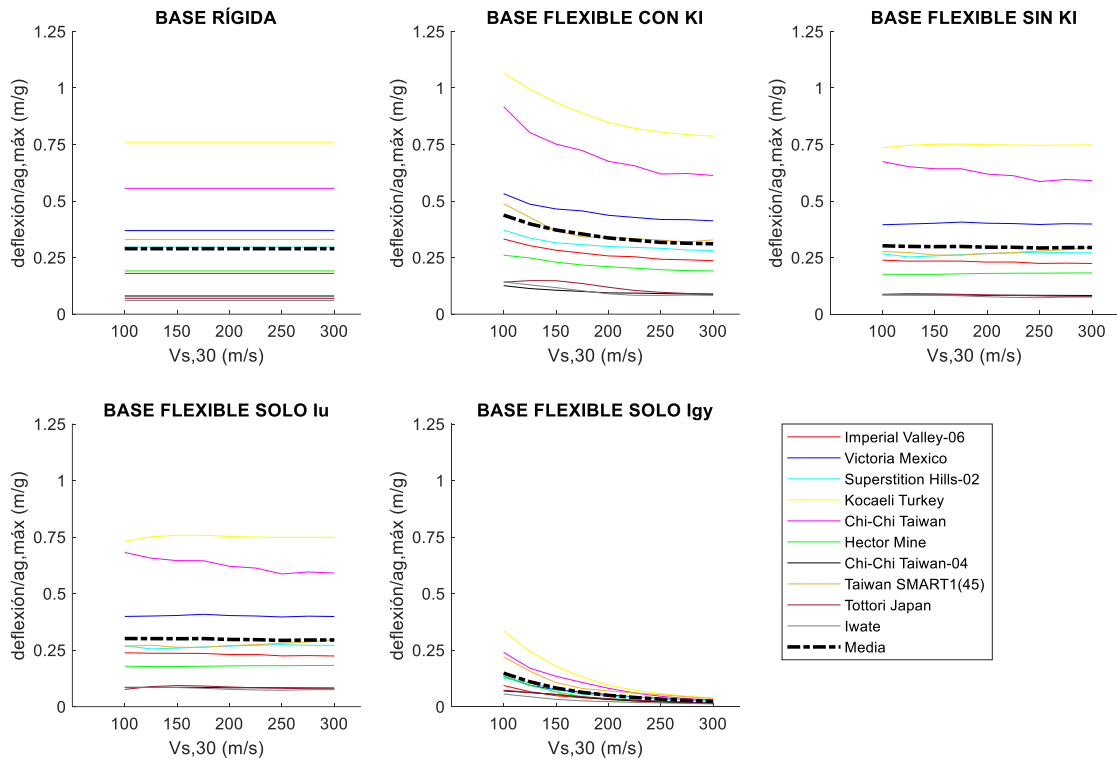 BASE RÍGIDA
deflexión/ag,máx (m/g)
1.25
1
0.75
0.5
0.25
0
100 150 200 250 300
Vs,30 (m/s)
BASE FLEXIBLE CON KI
deflexión/ag,máx (m/g)
1.25
1
0.75
0.5
0.25
0
100 150 200 250 300
Vs,30 (m/s)
BASE FLEXIBLE SIN KI
deflexión/ag,máx (m/g)
1.25
1
0.75
0.5
0.25
0
100 150 200 250 300
Vs,30 (m/s)
BASE FLEXIBLE SOLO Iu
deflexión/ag,máx (m/g)
1.25
1
0.75
0.5
0.25
0
100 150 200 250 300
Vs,30 (m/s)
BASE FLEXIBLE SOLO Igy
deflexión/ag,máx (m/g)
1.25
1
0.75
0.5
0.25
0
100 150 200 250 300
Vs,30 (m/s)
Imperial Valley-06
Victoria Mexico
Superstition Hills-02
Kocaeli Turkey
Chi-Chi Taiwan
Hector Mine
Chi-Chi Taiwan-04
Taiwan SMART1(45)
Tottori Japan
Iwate
Media